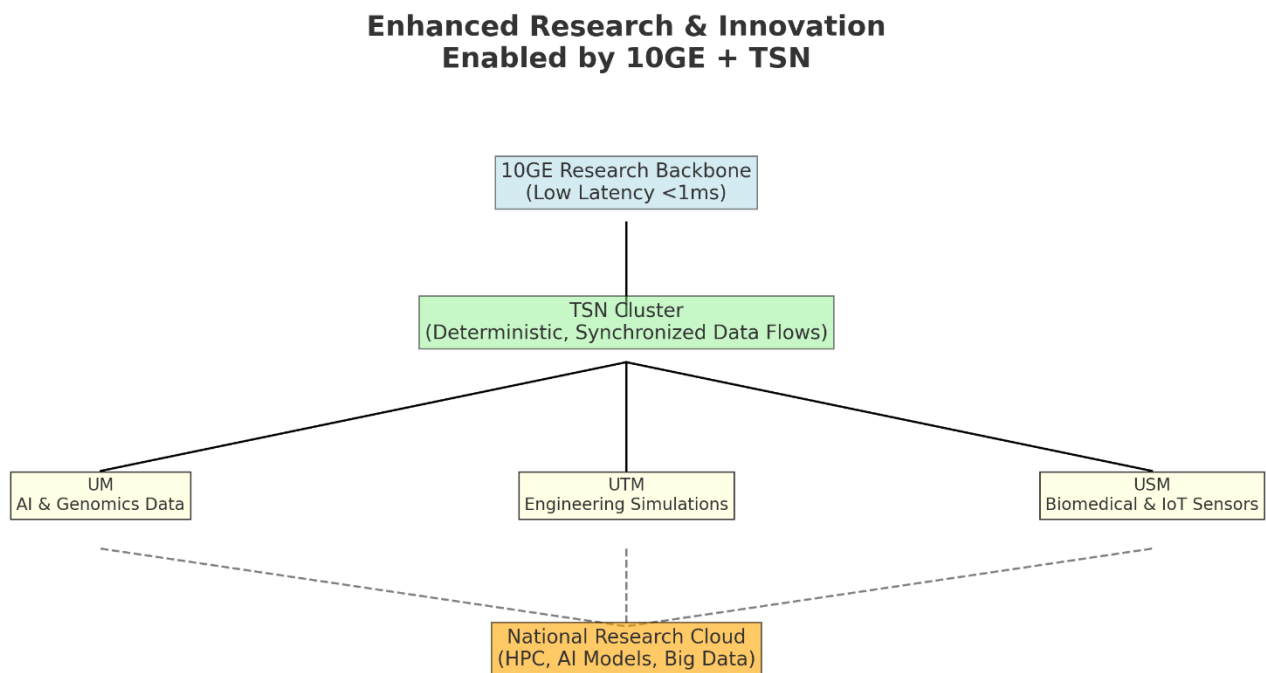 Enhanced Research & Innovation
Enabled by 10GE + TSN
10GE Research Backbone
(Low Latency <1ms)
TSN Cluster
(Deterministic, Synchronized Data Flows)
UM
AI & Genomics Data
UTM
Engineering Simulations
USM
Biomedical & IoT Sensors
National Research Cloud
(HPC, AI Models, Big Data)